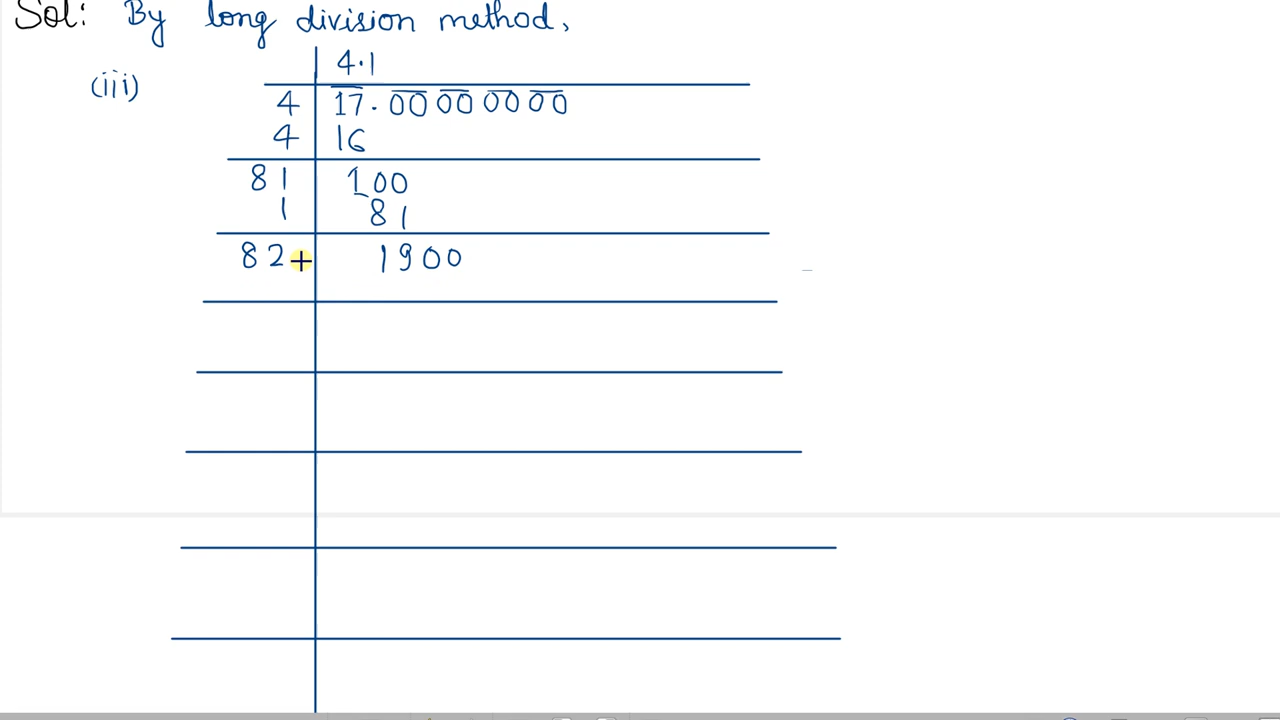 Sol: By long division method,
4.1
(iii) 4 17.00 00 00 00
4 16
81 100
1 81
82 1900